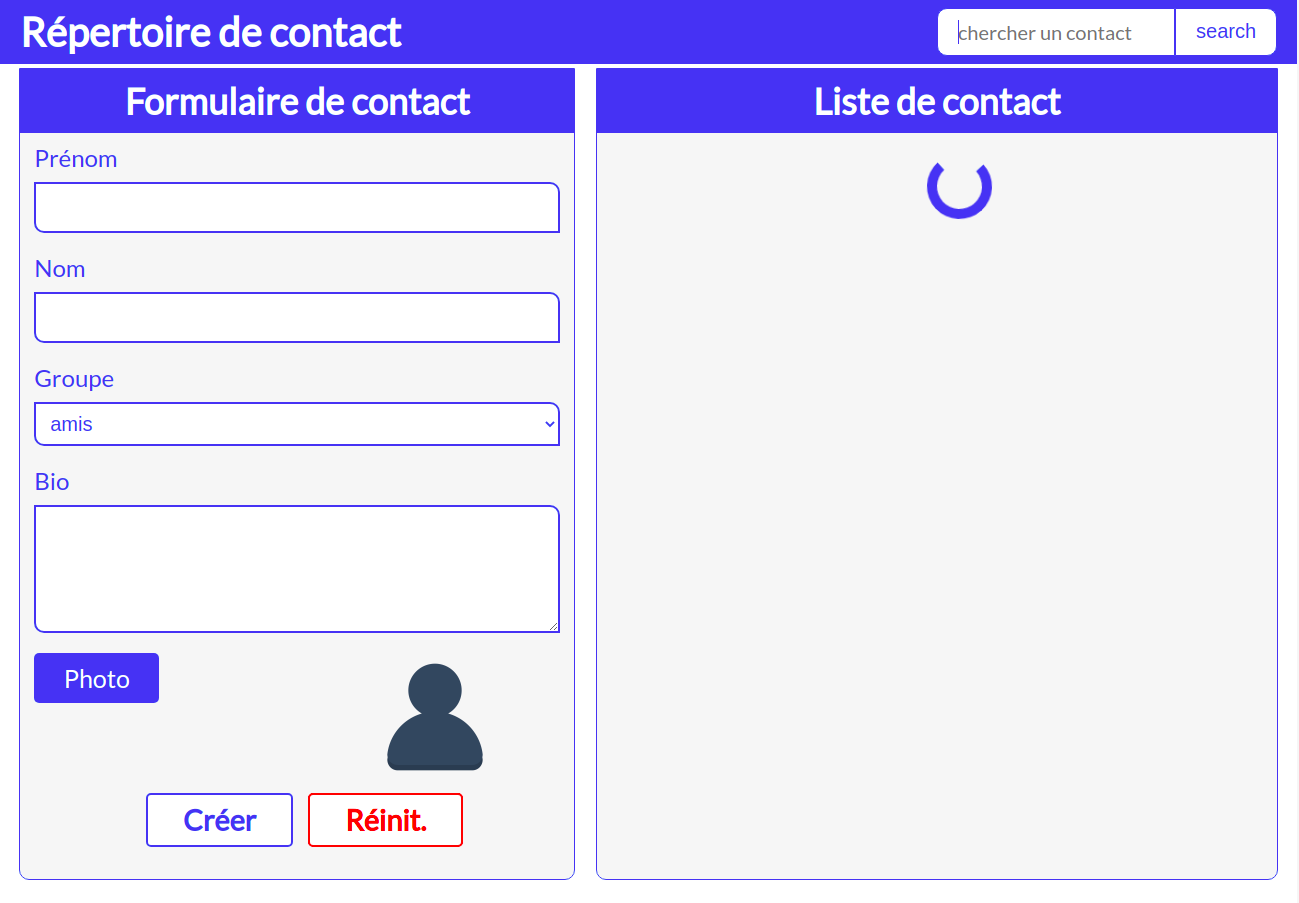 Répertoire de contact
chercher un contact
search
Formulaire de contact
Prénom
Nom
Groupe
amis
Bio
Photo
Créer
Réinit.
Liste de contact